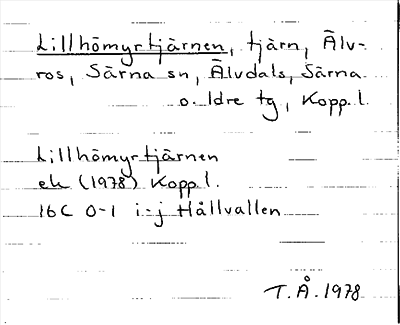 Lillhömyrtjärnen, tjärn, Älv-
ros, Särna sn, Älvdals, Särna
o. Idre tg, Kopp. l.
Lillhömyrtjärnen
ek (1978) Kopp l.
16C 0-1 i-j Hållvallen
T.Å. 1978